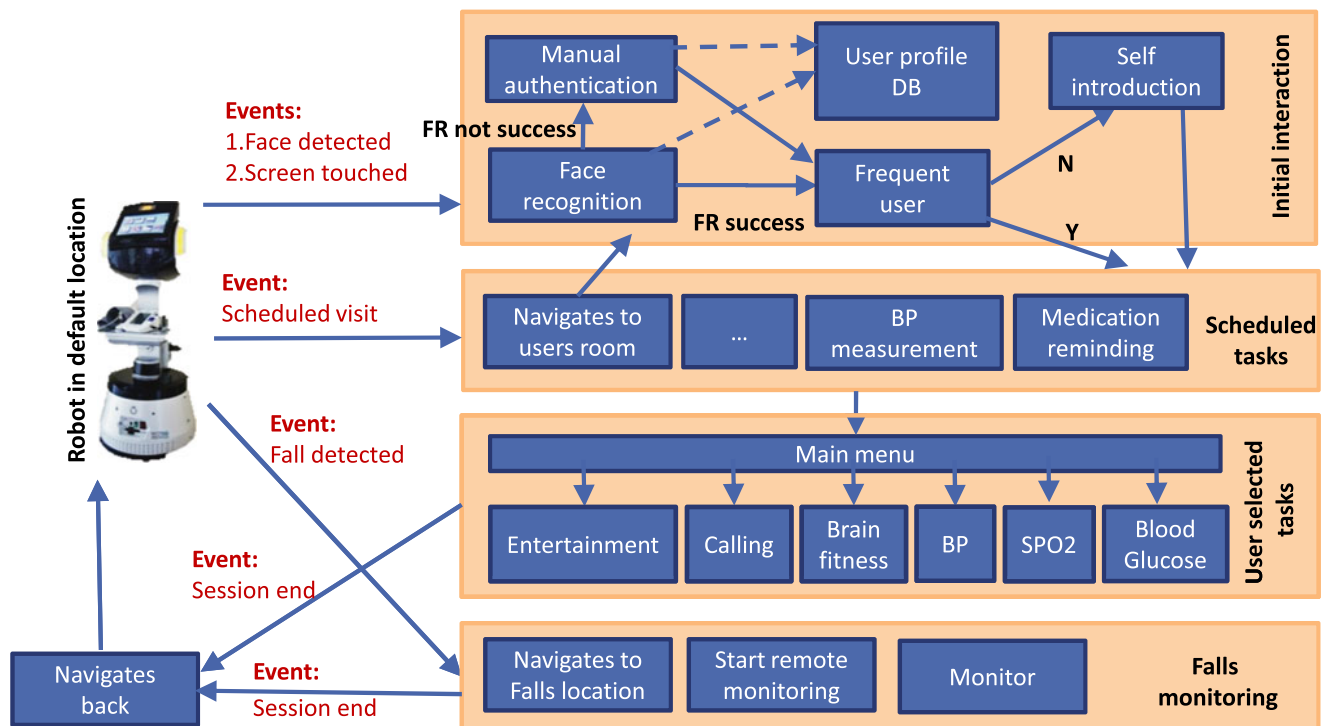 Robot in default location
Events:
1.Face detected
2.Screen touched
Event:
Scheduled visit
Event:
Fall detected
Event:
Session end
Event:
Session end
Navigates
back
Manual
authentication
User profile
DB
Self
introduction
FR not success
Face
recognition
FR success
Frequent
user
N
Y
Initial interaction
Navigates to
users room
...
BP
measurement
Medication
reminding
Scheduled
tasks
Main menu
Entertainment
Calling
Brain
fitness
BP
SPO2
Blood
Glucose
User selected
tasks
Navigates to
Falls location
Start remote
monitoring
Monitor
Falls
monitoring